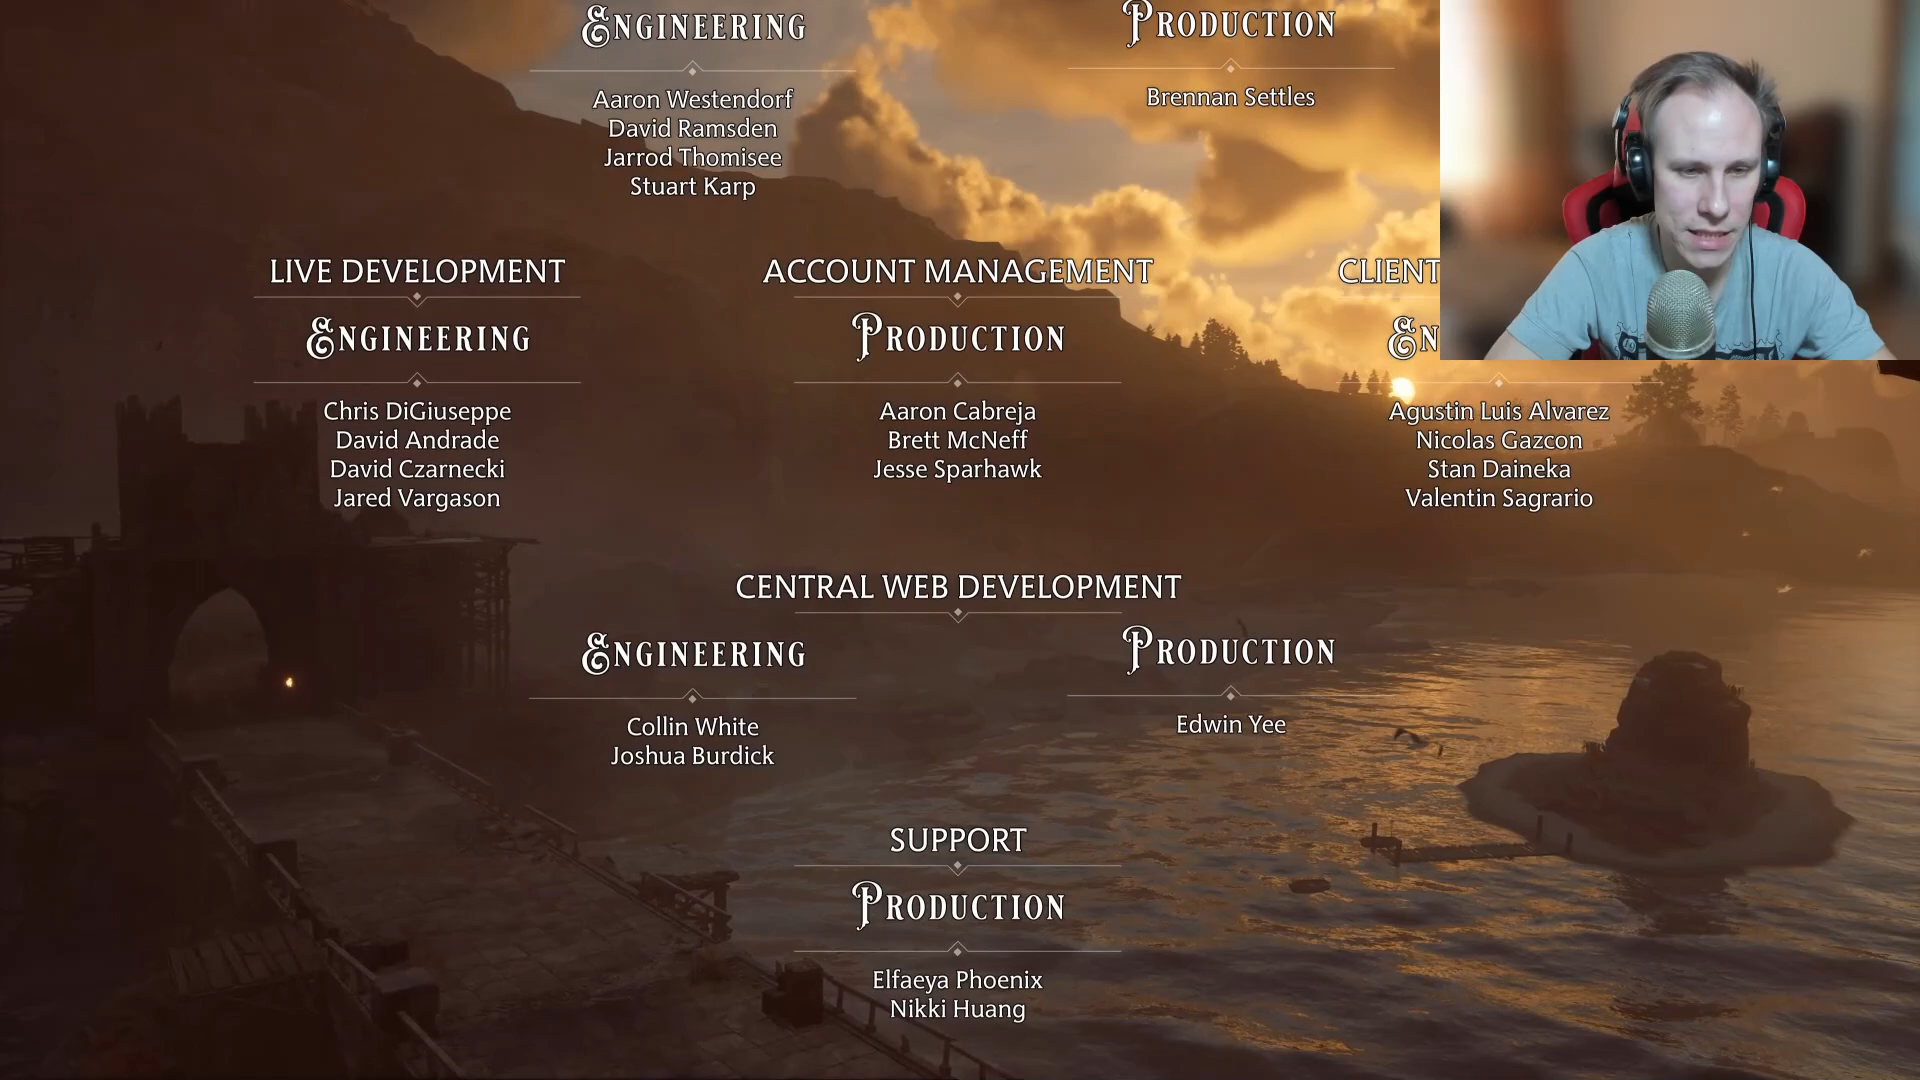 Engineering
Aaron Westendorf
David Ramsden
Jarrod Thomisee
Stuart Karp
Production
Brennan Settles
LIVE DEVELOPMENT
Engineering
Chris DiGiuseppe
David Andrade
David Czarnecki
Jared Vargason
ACCOUNT MANAGEMENT
Production
Aaron Cabreja
Brett McNeff
Jesse Sparhawk
CLIENT
En
Agustin Luis Alvarez
Nicolas Gazcon
Stan Daineka
Valentin Sagrario
CENTRAL WEB DEVELOPMENT
Engineering
Collin White
Joshua Burdick
Production
Edwin Yee
SUPPORT
Production
Elfaeya Phoenix
Nikki Huang